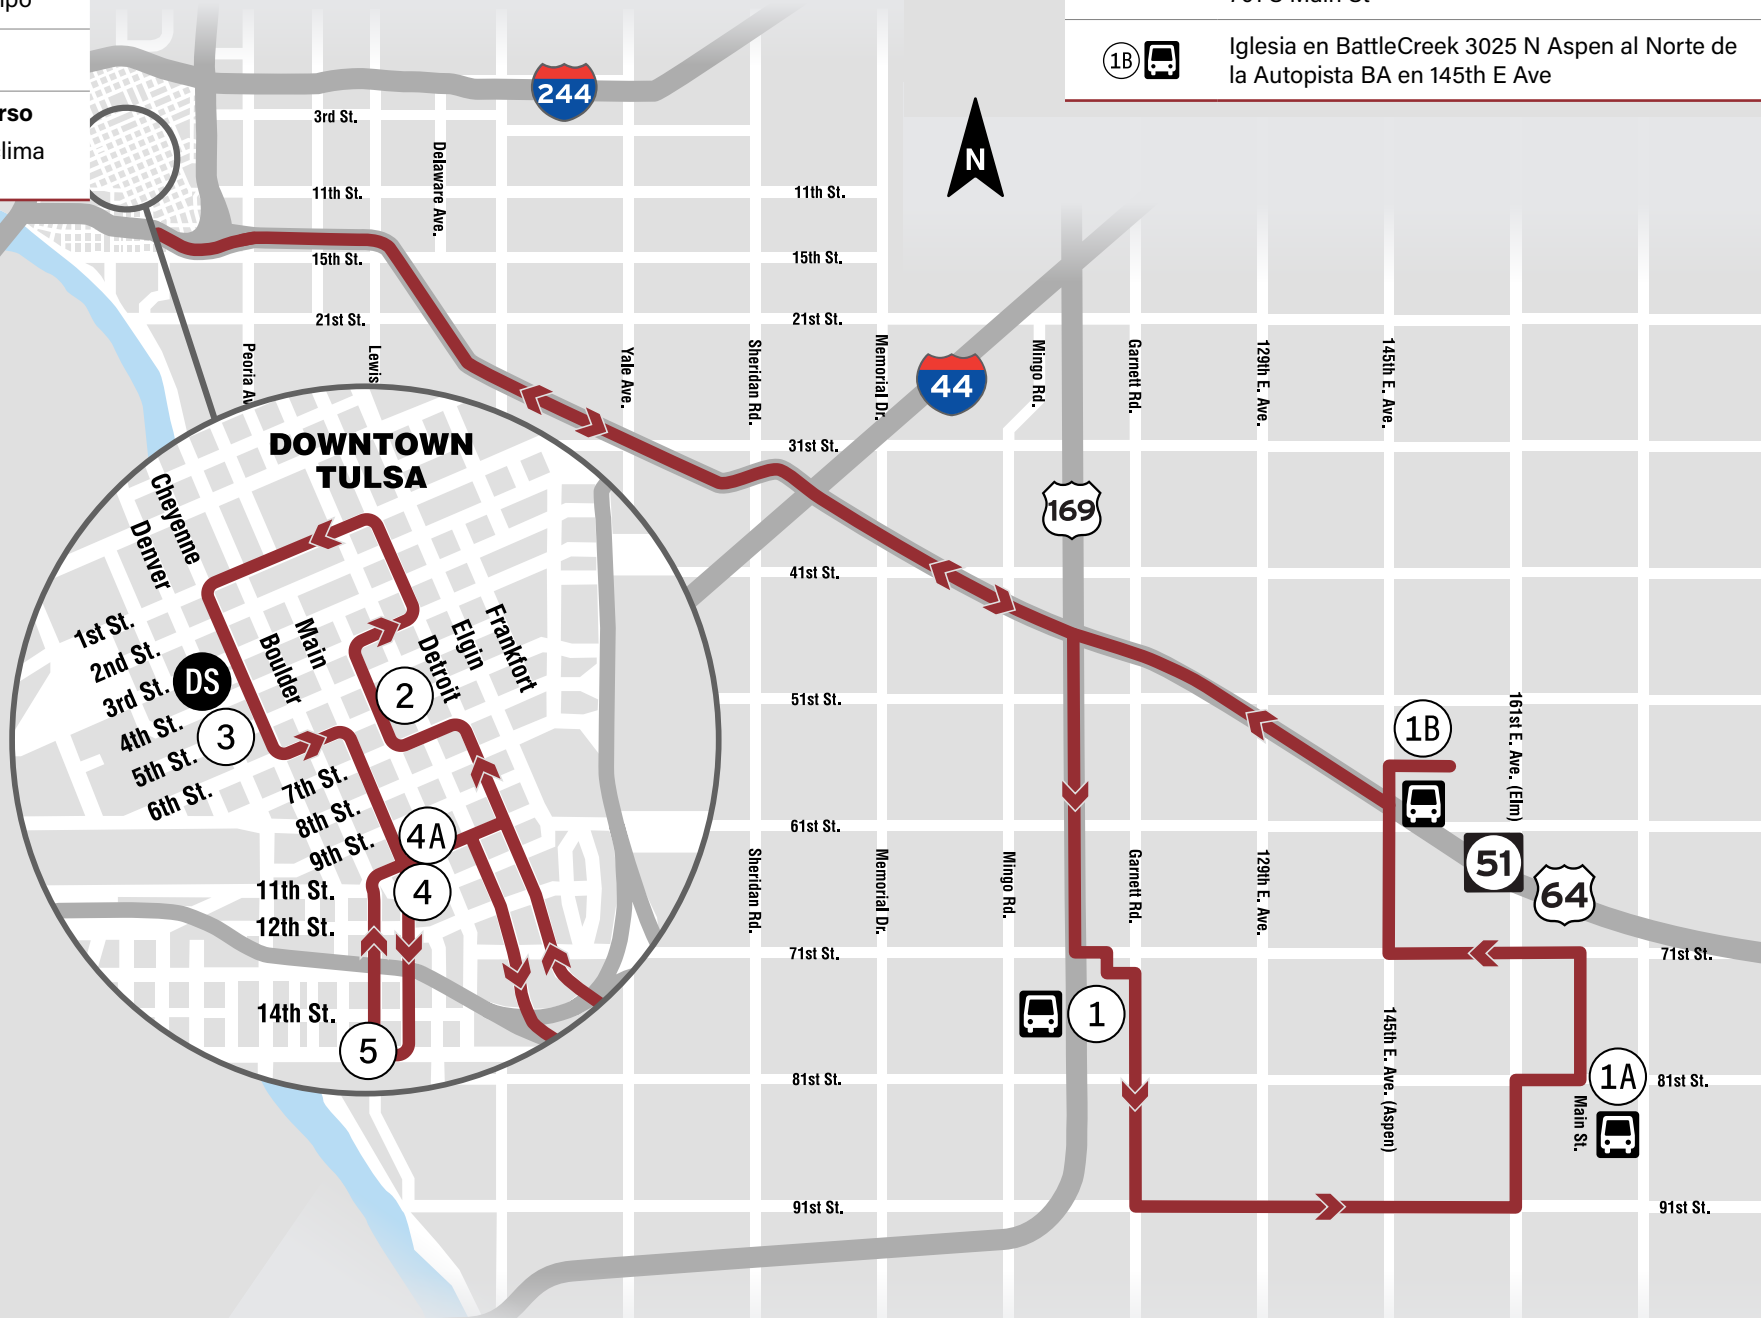 Iglesia en BattleCreek 3025 N Aspen al Norte de
la Autopista BA en 145th E Ave
1B
244
3rd St.
Delaware Ave.
N
11th St.
11th St.
15th St.
15th St.
21st St.
21st St.
Peoria
Lewis
Yale Ave.
Sheridan Rd.
Memorial Dr.
44
Mingo Rd.
Garnett Rd.
129th E. Ave.
145th E. Ave.
31st St.
169
41st St.
51st St.
61st St.
DOWNTOWN
TULSA
Cheyenne
Denver
1st St.
2nd St.
3rd St.
4th St.
5th St.
6th St.
DS
3
Boulder
Main
2
Detroit
Elgin
Frankfort
7th St.
8th St.
9th St.
4A
4
11th St.
12th St.
14th St.
5
1B
161st E. Ave. (Elm)
51
64
Sheridan Rd.
Memorial Dr.
Mingo Rd.
Garnett Rd.
129th E. Ave.
71st St.
71st St.
1
145th E. Ave. (Aspen)
81st St.
1A
81st St.
Main St.
91st St.
91st St.